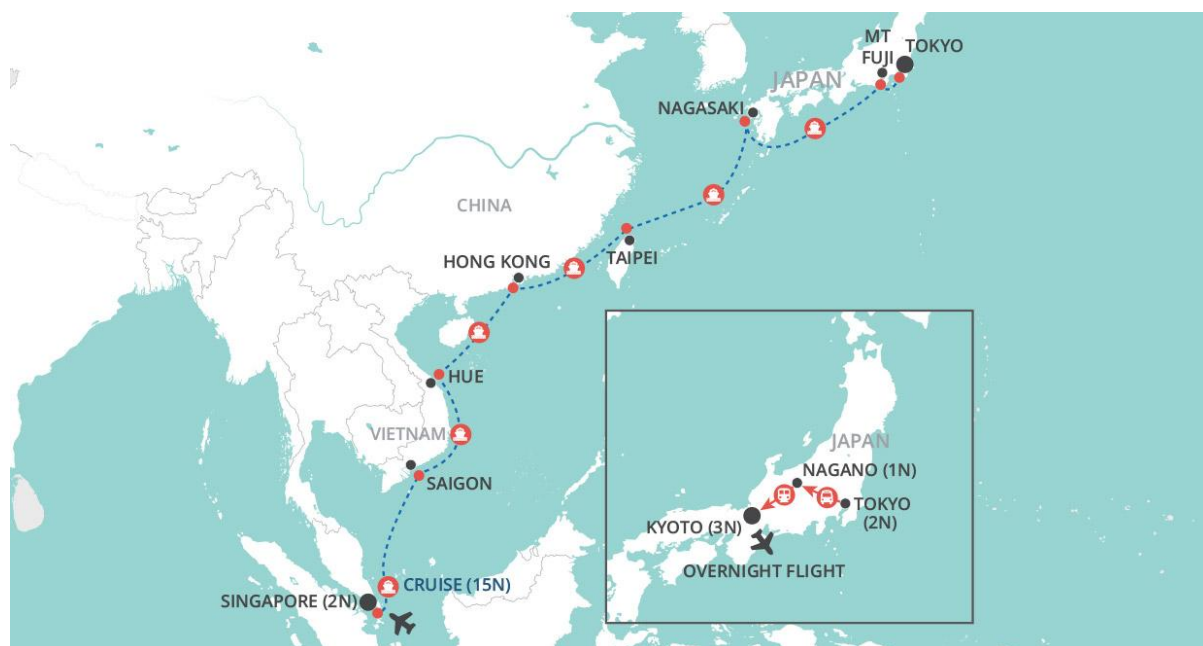 MT
FUJI
TOKYO
JAPAN
NAGASAKI
CHINA
HONG KONG
TAIPEI
HUE
VIETNAM
SAIGON
CRUISE (15N)
SINGAPORE (2N)
JAPAN
NAGANO (1N)
TOKYO
(2N)
KYOTO (3N)
OVERNIGHT FLIGHT